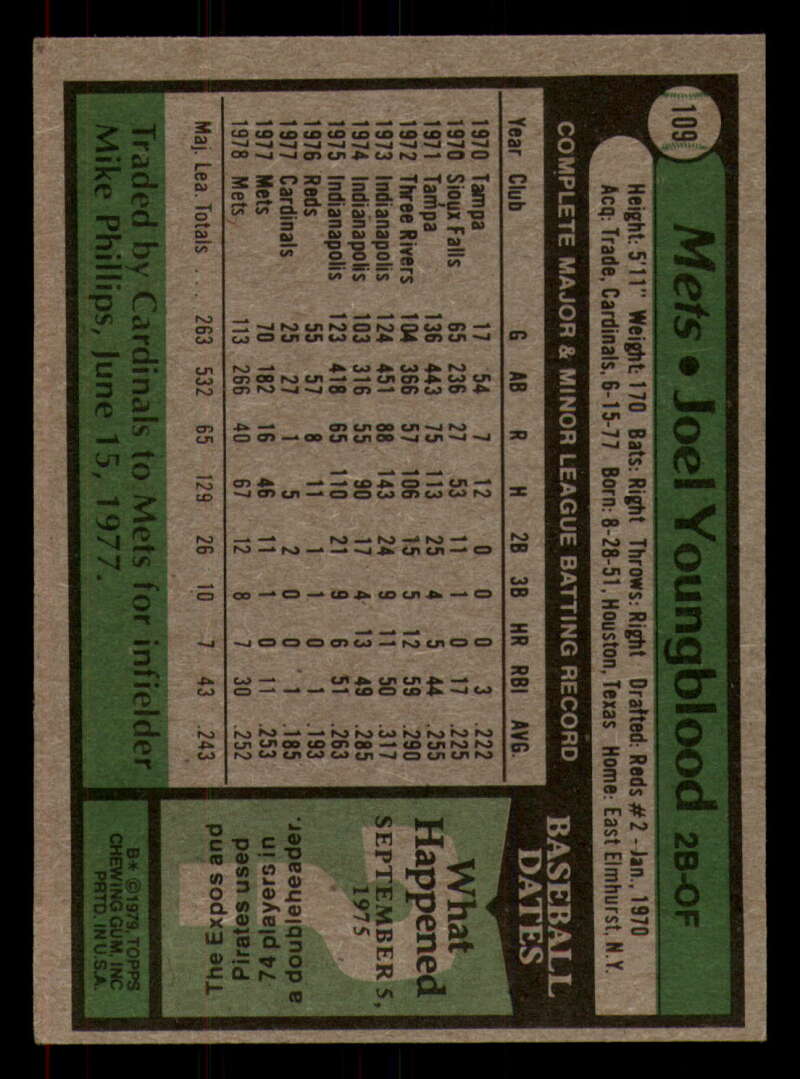 109
Mets • Joel Youngblood 2B-OF
Height: 5'11" Weight: 170 Bats: Right Throws: Right Drafted: Reds #2 - Jan., 1970
Acq: Trade, Cardinals, 6-15-77 Born: 8-28-51, Houston, Texas Home: East Elmhurst, N.Y.
COMPLETE MAJOR & MINOR LEAGUE BATTING RECORD
Year Club G AB R H 2B 3B HR RBI AVG.
1970 Tampa 17 54 7 12 0 0 0 3 .222
1970 Sioux Falls 65 236 27 53 11 1 0 17 .225
1971 Tampa 136 443 75 113 25 4 5 44 .255
1972 Three Rivers 104 366 57 106 15 5 12 59 .290
1973 Indianapolis 124 451 88 143 24 9 11 50 .317
1974 Indianapolis 103 316 55 90 17 4 13 49 .285
1975 Indianapolis 123 418 65 110 21 9 6 51 .263
1976 Reds 55 57 8 11 1 1 0 1 .193
1977 Cardinals 25 27 1 5 2 0 0 1 .185
1977 Mets 70 182 16 46 11 1 0 11 .253
1978 Mets 113 266 40 67 12 8 7 30 .252
Maj. Lea. Totals . . . 263 532 65 129 26 10 7 43 .243
Traded by Cardinals to Mets for infielder
Mike Phillips, June 15, 1977.
BASEBALL
DATES
What
Happened
SEPTEMBER 5,
1975
The Expos and
Pirates used
74 players in
a doubleheader.
B* ©1979, TOPPS
CHEWING GUM, INC
PRTD. IN U.S.A.